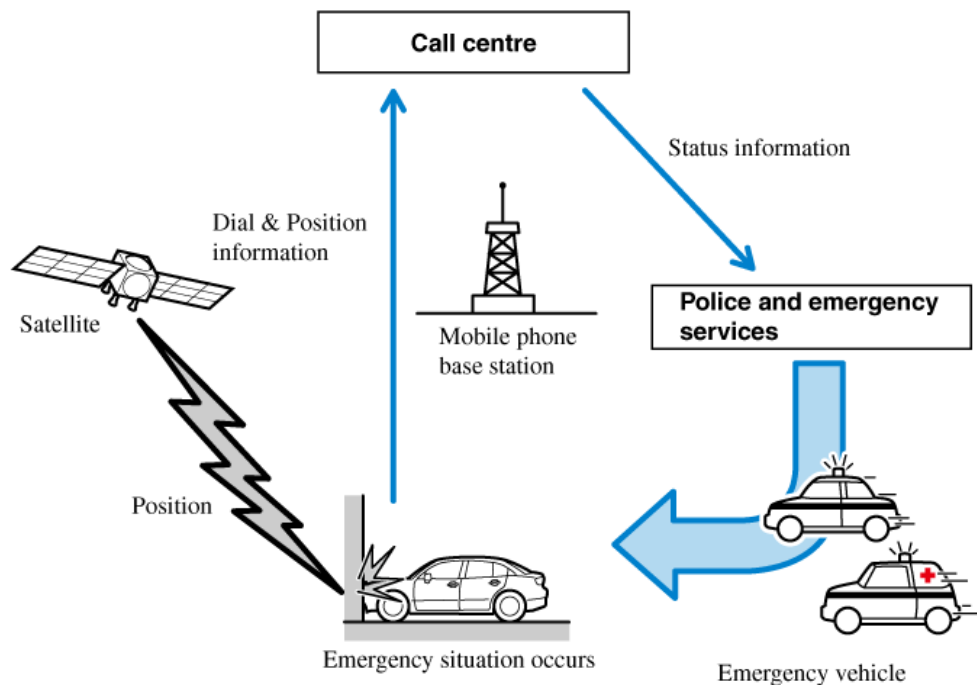 Call centre
Status information
Dial & Position
information
Satellite
Mobile phone
base station
Police and emergency
services
Position
Emergency situation occurs
Emergency vehicle